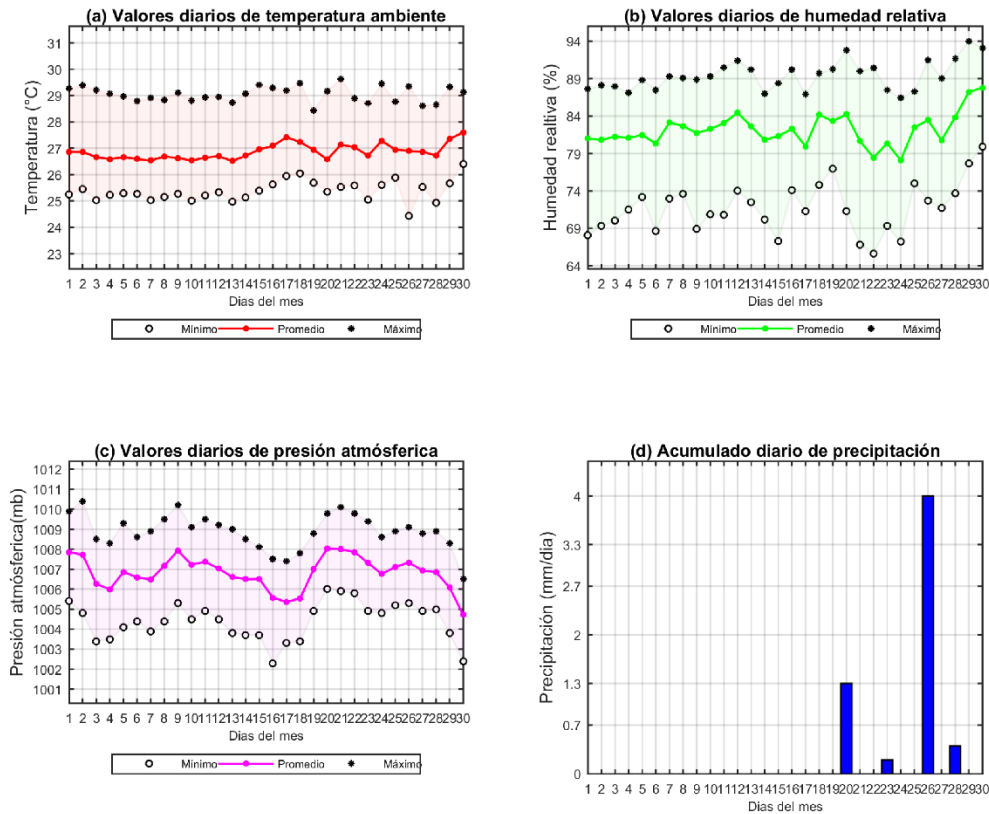 (a) Valores diarios de temperatura ambiente
Temperatura (°C)
31
30
29
28
27
26
25
24
23
1 2 3 4 5 6 7 8 9 10 11 12 13 14 15 16 17 18 19 20 21 22 23 24 25 26 27 28 29 30
Dias del mes
Mínimo Promedio Máximo
(b) Valores diarios de humedad relativa
Humedad realtiva (%)
94
89
84
79
74
69
64
1 2 3 4 5 6 7 8 9 10 11 12 13 14 15 16 17 18 19 20 21 22 23 24 25 26 27 28 29 30
Dias del mes
Mínimo Promedio Máximo
(c) Valores diarios de presión atmósferica
Presión atmósferica(mb)
1012
1011
1010
1009
1008
1007
1006
1005
1004
1003
1002
1001
1 2 3 4 5 6 7 8 9 10 11 12 13 14 15 16 17 18 19 20 21 22 23 24 25 26 27 28 29 30
Dias del mes
Mínimo Promedio Máximo
(d) Acumulado diario de precipitación
Precipitación (mm/dia)
4
3.3
2.7
2
1.3
0.7
0
1 2 3 4 5 6 7 8 9 10 11 12 13 14 15 16 17 18 19 20 21 22 23 24 25 26 27 28 29 30
Dias del mes